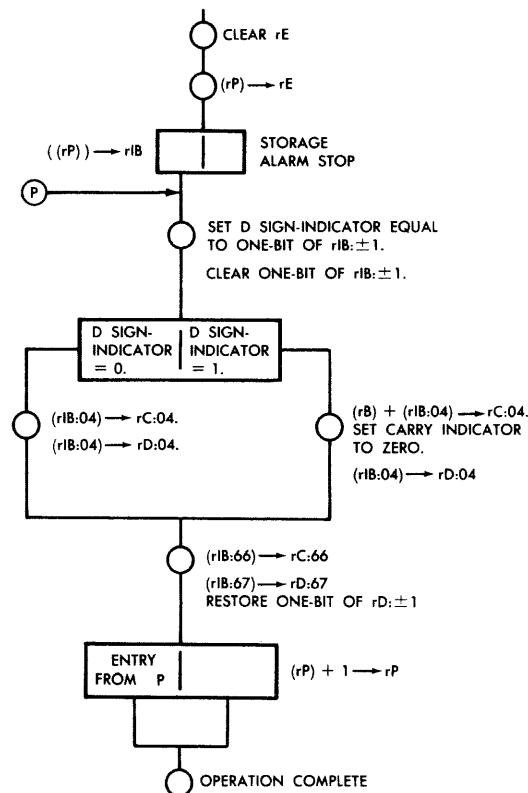 CLEAR rE
(rP) → rE
((rP)) → rIB
STORAGE
ALARM STOP
P
SET D SIGN-INDICATOR EQUAL
TO ONE-BIT OF rIB:±1.
CLEAR ONE-BIT OF rIB:±1.
D SIGN-
INDICATOR
= 0.
D SIGN-
INDICATOR
= 1.
(rIB:04) → rC:04.
(rIB:04) → rD:04.
(rB) + (rIB:04) → rC:04.
SET CARRY INDICATOR
TO ZERO.
(rIB:04) → rD:04
(rIB:66) → rC:66
(rIB:67) → rD:67
RESTORE ONE-BIT OF rD:±1
ENTRY
FROM P
(rP) + 1 → rP
OPERATION COMPLETE